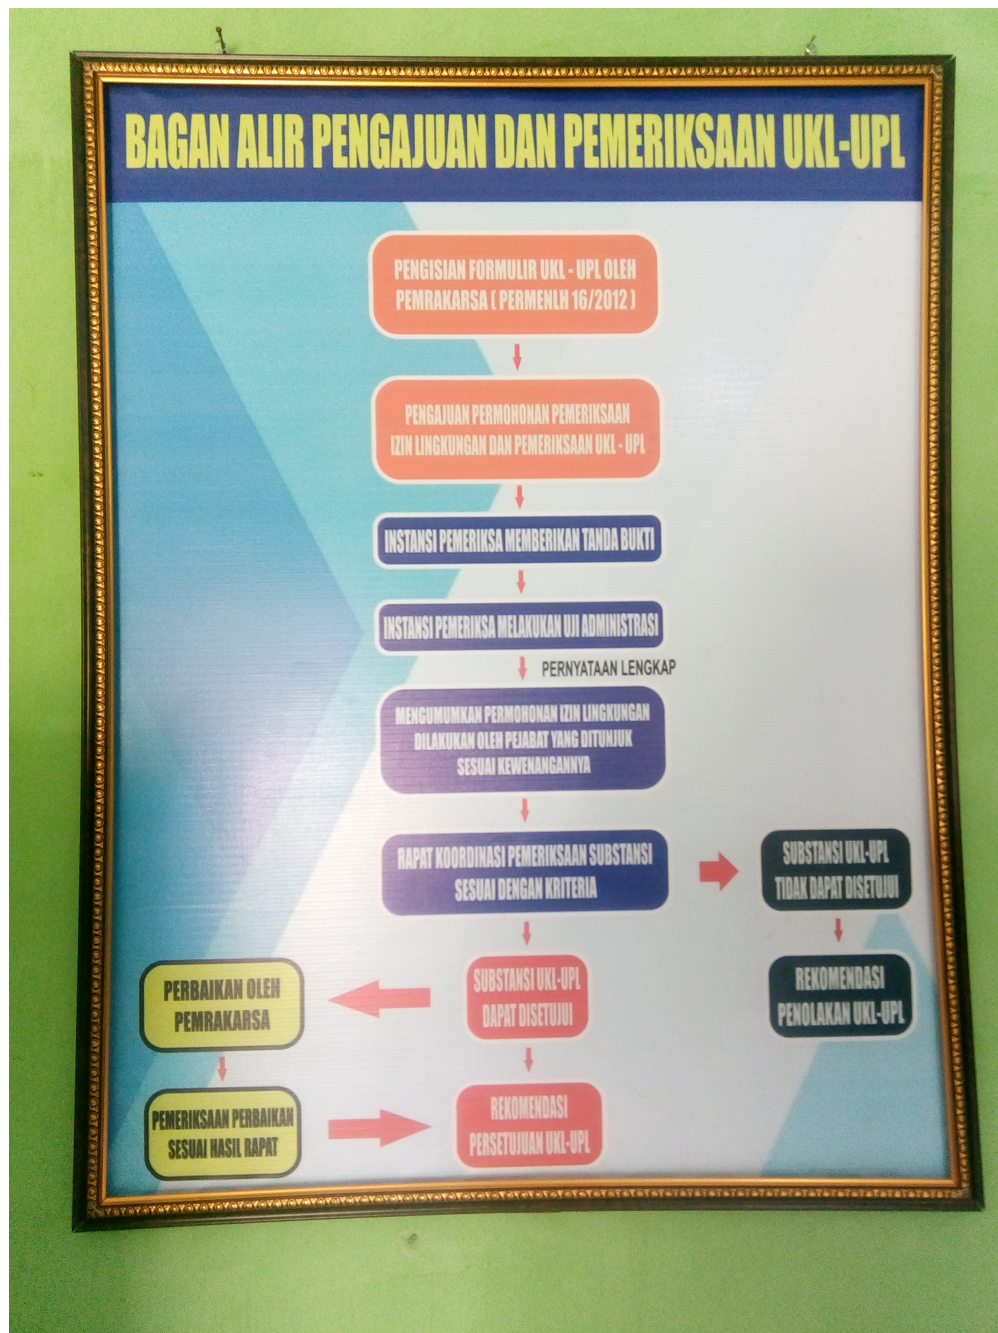 BAGAN ALIR PENGAJUAN DAN PEMERIKSAAN UKL-UPL
PENGISIAN FORMULIR UKL - UPL OLEH
PEMRAKARSA ( PERMENLH 16/2012 )
PENGAJUAN PERMOHONAN PEMERIKSAAN
IZIN LINGKUNGAN DAN PEMERIKSAAN UKL - UPL
INSTANSI PEMERIKSA MEMBERIKAN TANDA BUKTI
INSTANSI PEMERIKSA MELAKUKAN UJI ADMINISTRASI
PERNYATAAN LENGKAP
MENGUMUMKAN PERMOHONAN IZIN LINGKUNGAN
DILAKUKAN OLEH PEJABAT YANG DITUNJUK
SESUAI KEWENANGANNYA
RAPAT KOORDINASI PEMERIKSAAN SUBSTANSI
SESUAI DENGAN KRITERIA
SUBSTANSI UKL-UPL
TIDAK DAPAT DISETUJUI
REKOMENDASI
PENOLAKAN UKL-UPL
SUBSTANSI UKL-UPL
DAPAT DISETUJUI
PERBAIKAN OLEH
PEMRAKARSA
PEMERIKSAAN PERBAIKAN
SESUAI HASIL RAPAT
REKOMENDASI
PERSETUJUAN UKL-UPL